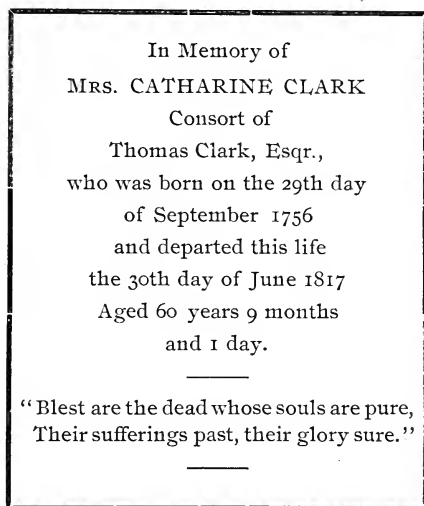 In Memory of
MRS. CATHARINE CLARK
Consort of
Thomas Clark, Esqr.,
who was born on the 29th day
of September 1756
and departed this life
the 30th day of June 1817
Aged 60 years 9 months
and 1 day.
"Blest are the dead whose souls are pure,
Their sufferings past, their glory sure."